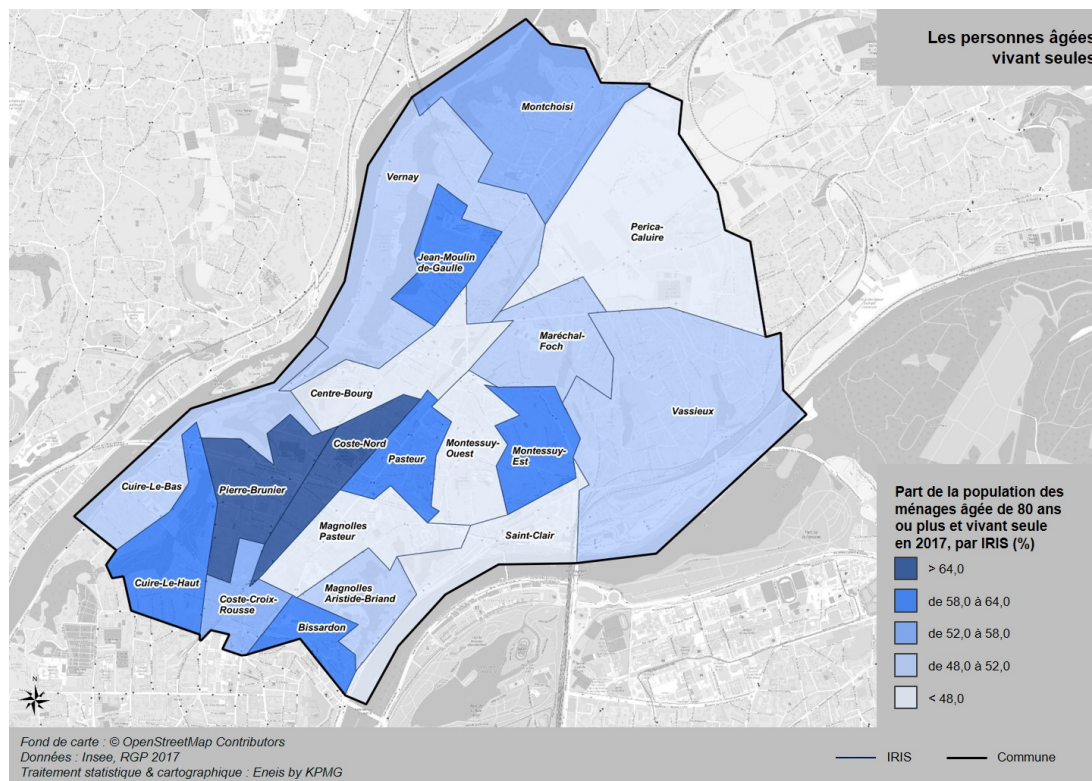 Les personnes âgées
vivant seules
Montchoisi
Vernay
Perica-
Caluire
Jean-Moulin
de-Gaulle
Maréchal-
Foch
Centre-Bourg
Vassieux
Coste-Nord
Montessuy-
Ouest
Pasteur
Montessuy-
Est
Cuire-Le-Bas
Pierre-Brunier
Magnolles
Pasteur
Saint-Clair
Cuire-Le-Haut
Coste-Croix-
Rousse
Magnolles
Aristide-Briand
Bissardon
Part de la population des
ménages âgée de 80 ans
ou plus et vivant seule
en 2017, par IRIS (%)
> 64,0
de 58,0 à 64,0
de 52,0 à 58,0
de 48,0 à 52,0
< 48,0
N
Fond de carte : © OpenStreetMap Contributors
Données : Insee, RGP 2017
Traitement statistique & cartographique : Eneis by KPMG
IRIS
Commune